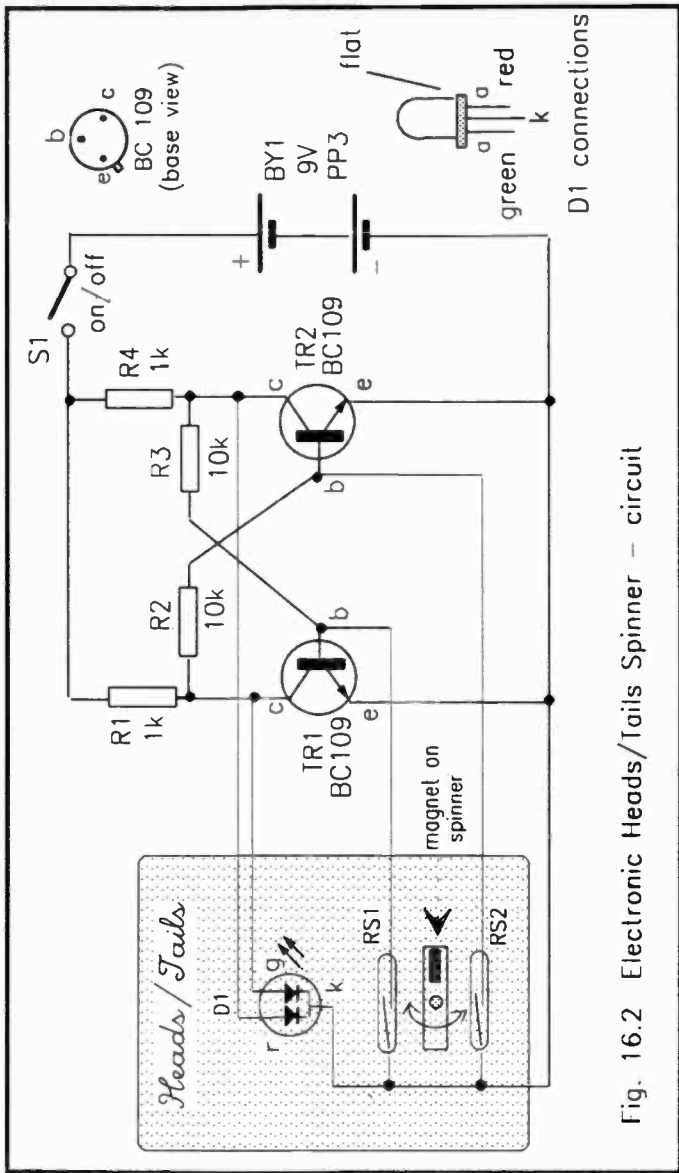 Heads/Tails
D1
r
g
k
RS1
magnet on
spinner
RS2
R1
1k
R2
10k
R3
10k
R4
1k
S1
on/off
c
b
e
TR1
BC109
c
b
e
TR2
BC109
+
-
BY1
9V
PP3
b
e
c
BC 109
(base view)
flat
green
a
k
a
red
D1 connections
Fig. 16.2 Electronic Heads/Tails Spinner – circuit